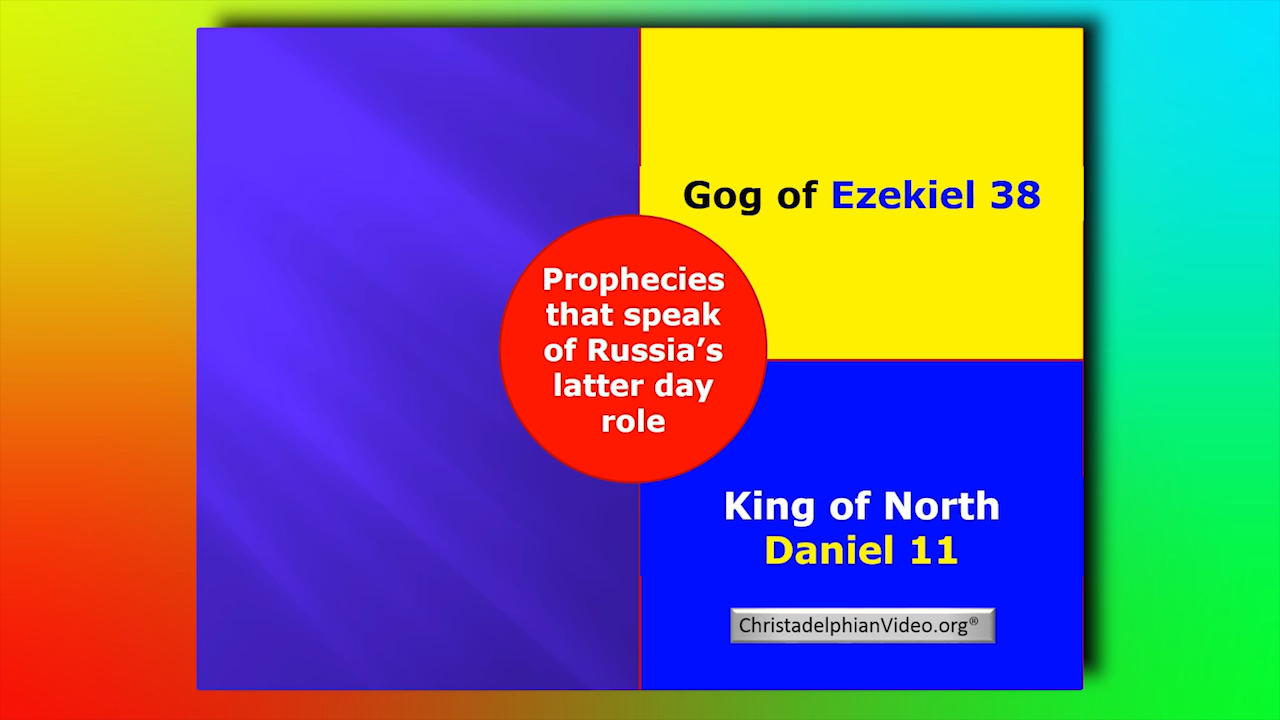 Gog of Ezekiel 38
Prophecies
that speak
of Russia’s
latter day
role
King of North
Daniel 11
ChristadelphianVideo.org®